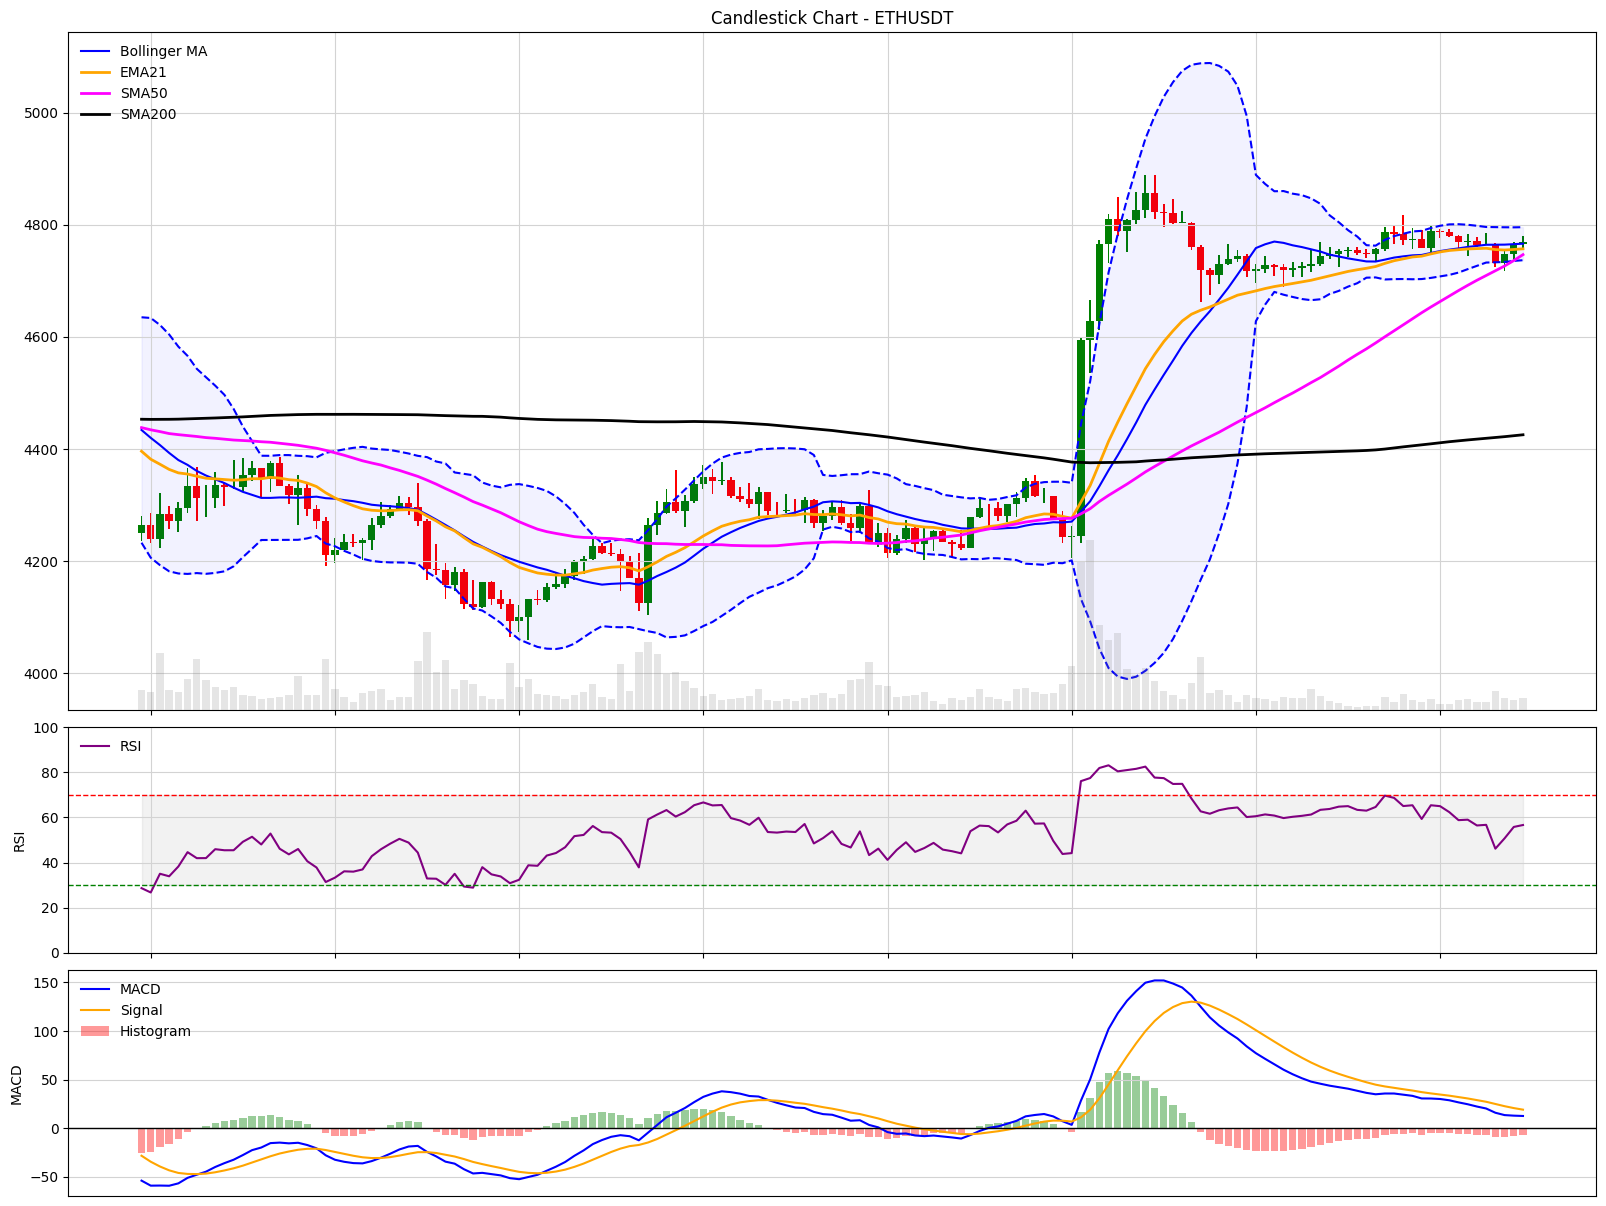 Candlestick Chart - ETHUSDT
Bollinger MA
EMA21
SMA50
SMA200
5000
4800
4600
4400
4200
4000
RSI
100
80
60
40
20
0
RSI
MACD
Signal
Histogram
150
100
50
0
−50
MACD